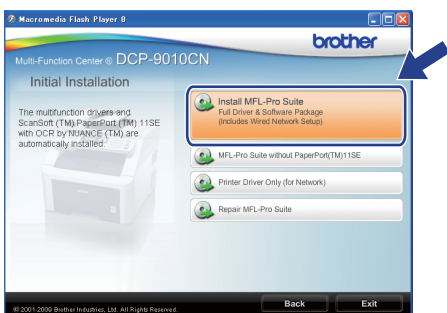 Macromedia Flash Player 8
brother
Multi-Function Center ® DCP-9010CN
Initial Installation
The multifunction drivers and
ScanSoft (TM) PaperPort (TM) 11SE
with OCR by NUANCE (TM) are
automatically installed.
Install MFL-Pro Suite
Full Driver & Software Package
(Includes Wired Network Setup)
MFL-Pro Suite without PaperPort(TM)11SE
Printer Driver Only (for Network)
Repair MFL-Pro Suite
© 2001-2009 Brother Industries, Ltd. All Rights Reserved.
Back
Exit